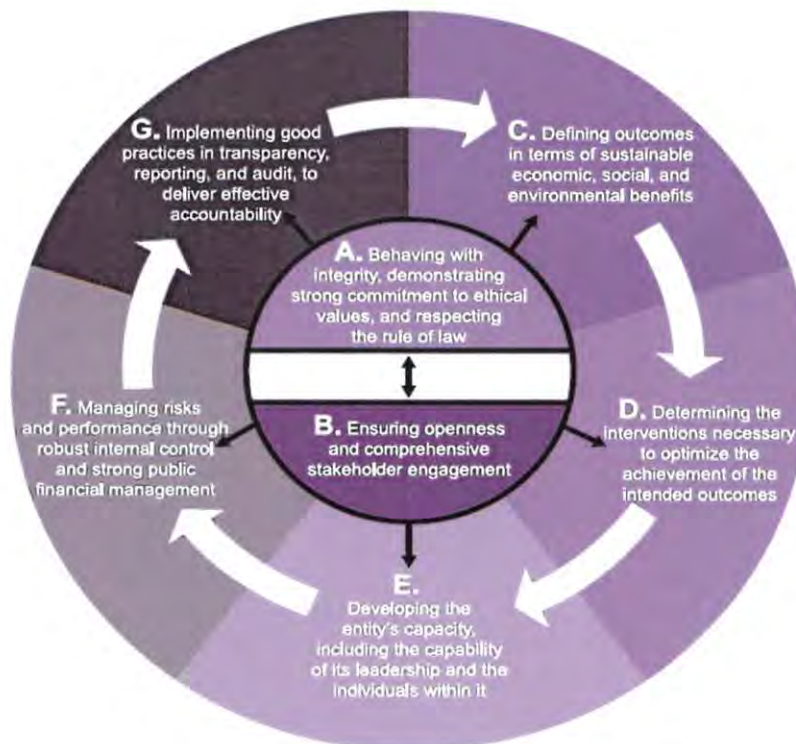 A. Behaving with
integrity, demonstrating
strong commitment to ethical
values, and respecting
the rule of law
B. Ensuring openness
and comprehensive
stakeholder engagement
C. Defining outcomes
in terms of sustainable
economic, social, and
environmental benefits
D. Determining the
interventions necessary
to optimize the
achievement of the
intended outcomes
E.
Developing the
entity's capacity,
including the capability
of its leadership and the
individuals within it
F. Managing risks
and performance through
robust internal control
and strong public
financial management
G. Implementing good
practices in transparency,
reporting, and audit, to
deliver effective
accountability